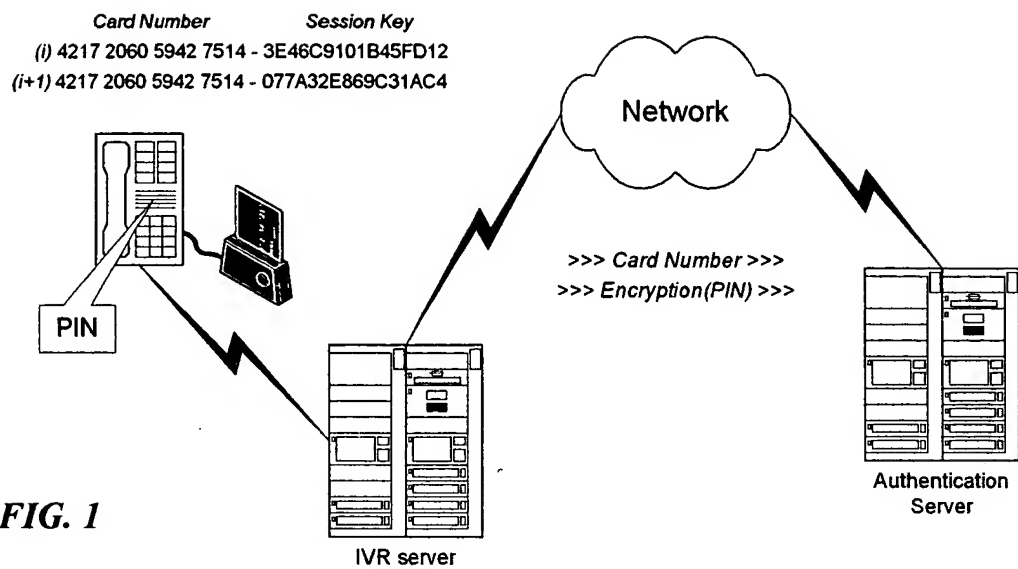 Card Number Session Key
(i) 4217 2060 5942 7514 - 3E46C9101B45FD12
(i+1) 4217 2060 5942 7514 - 077A32E869C31AC4
Network
>>> Card Number >>>
>>> Encryption(PIN) >>>
PIN
Authentication
Server
FIG. 1
IVR server